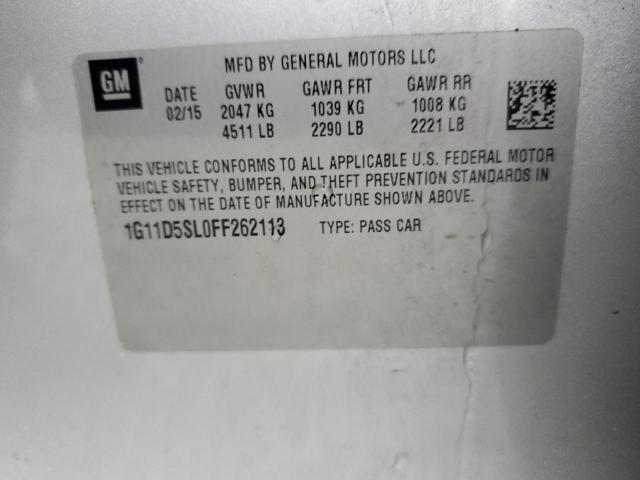 GM
MFD BY GENERAL MOTORS LLC
DATE GVWR GAWR FRT GAWR RR
02/15 2047 KG 1039 KG 1008 KG
4511 LB 2290 LB 2221 LB
THIS VEHICLE CONFORMS TO ALL APPLICABLE U.S. FEDERAL MOTOR
VEHICLE SAFETY, BUMPER, AND THEFT PREVENTION STANDARDS IN
EFFECT ON THE DATE OF MANUFACTURE SHOWN ABOVE.
1G11D5SL0FF262113 TYPE: PASS CAR